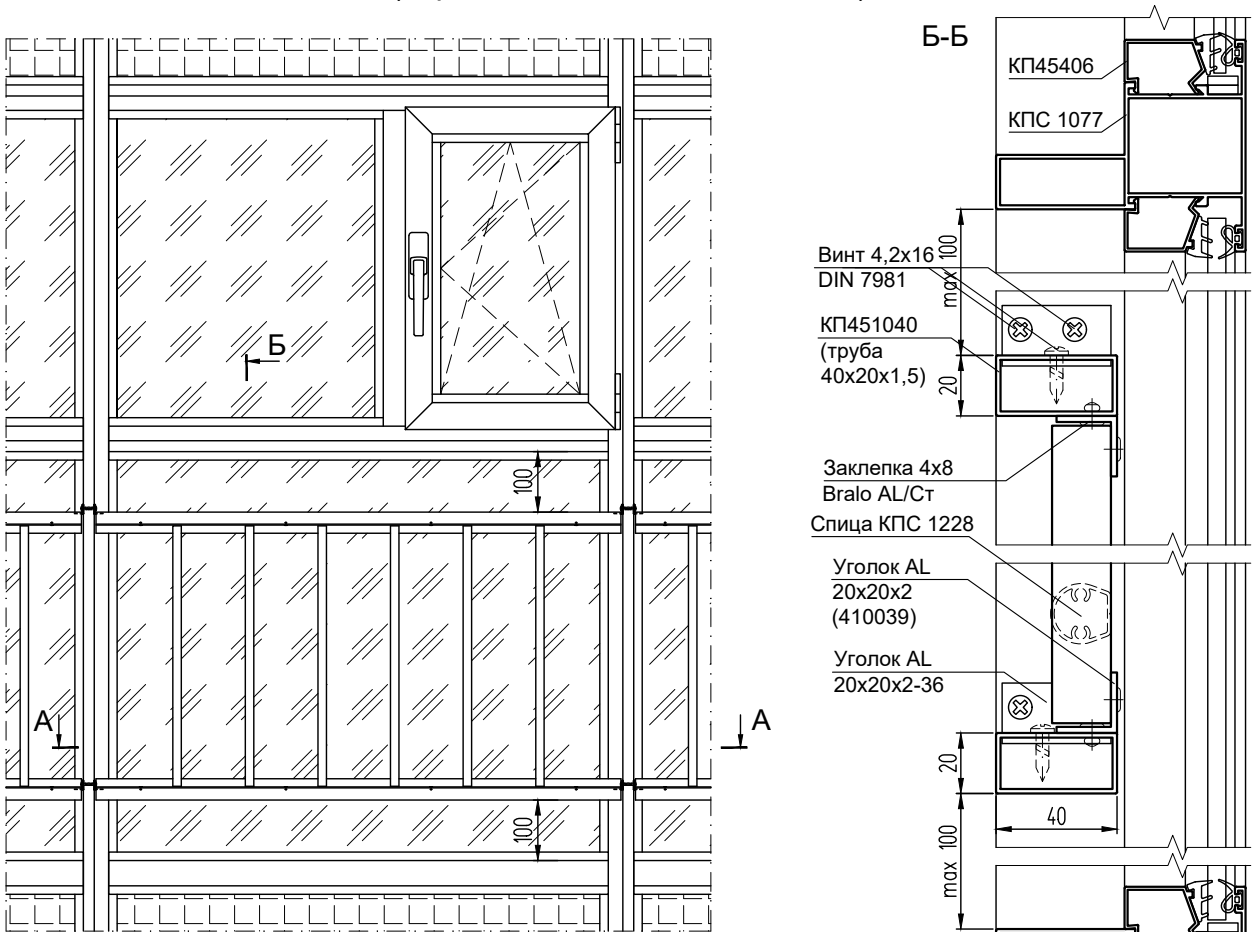 Б-Б
КП45406
КПС 1077
max 100
Винт 4,2х16
DIN 7981
КП451040
(труба
40х20х1,5)
20
Заклепка 4х8
Bralo AL/Ст
Спица КПС 1228
Уголок AL
20х20х2
(410039)
Уголок AL
20х20х2-36
20
40
max 100
Б
100
А
А
100